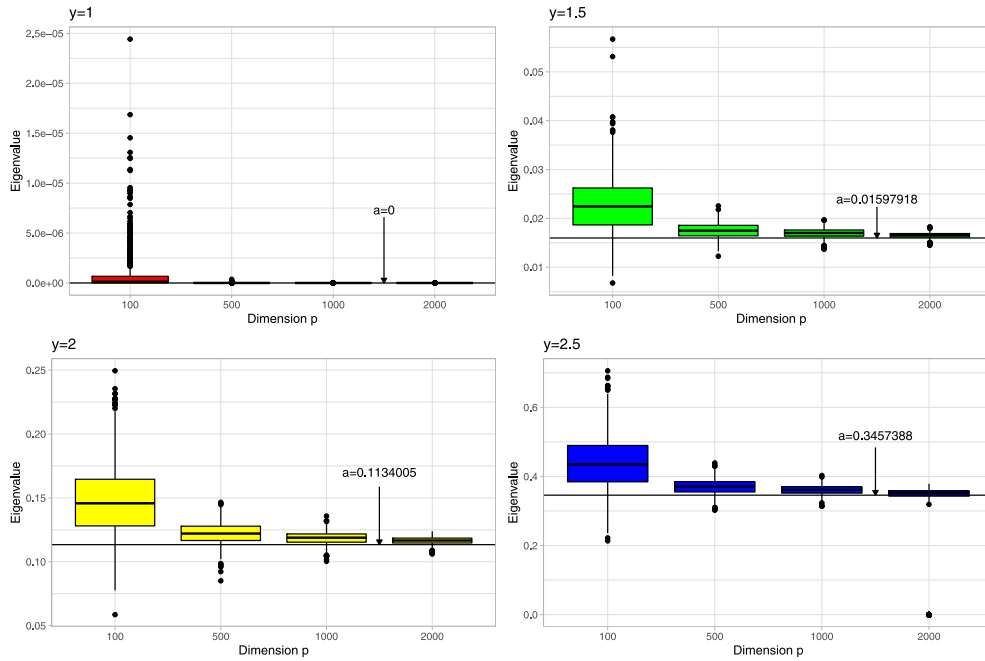 y=1
2.5e−05
2.0e−05
1.5e−05
1.0e−05
5.0e−06
0.0e+00
Eigenvalue
a=0
100
500
1000
2000
Dimension p
y=1.5
0.05
0.04
0.03
0.02
0.01
Eigenvalue
a=0.01597918
100
500
1000
2000
Dimension p
y=2
0.25
0.20
0.15
0.10
0.05
Eigenvalue
a=0.1134005
100
500
1000
2000
Dimension p
y=2.5
0.6
0.4
0.2
0.0
Eigenvalue
a=0.3457388
100
500
1000
2000
Dimension p